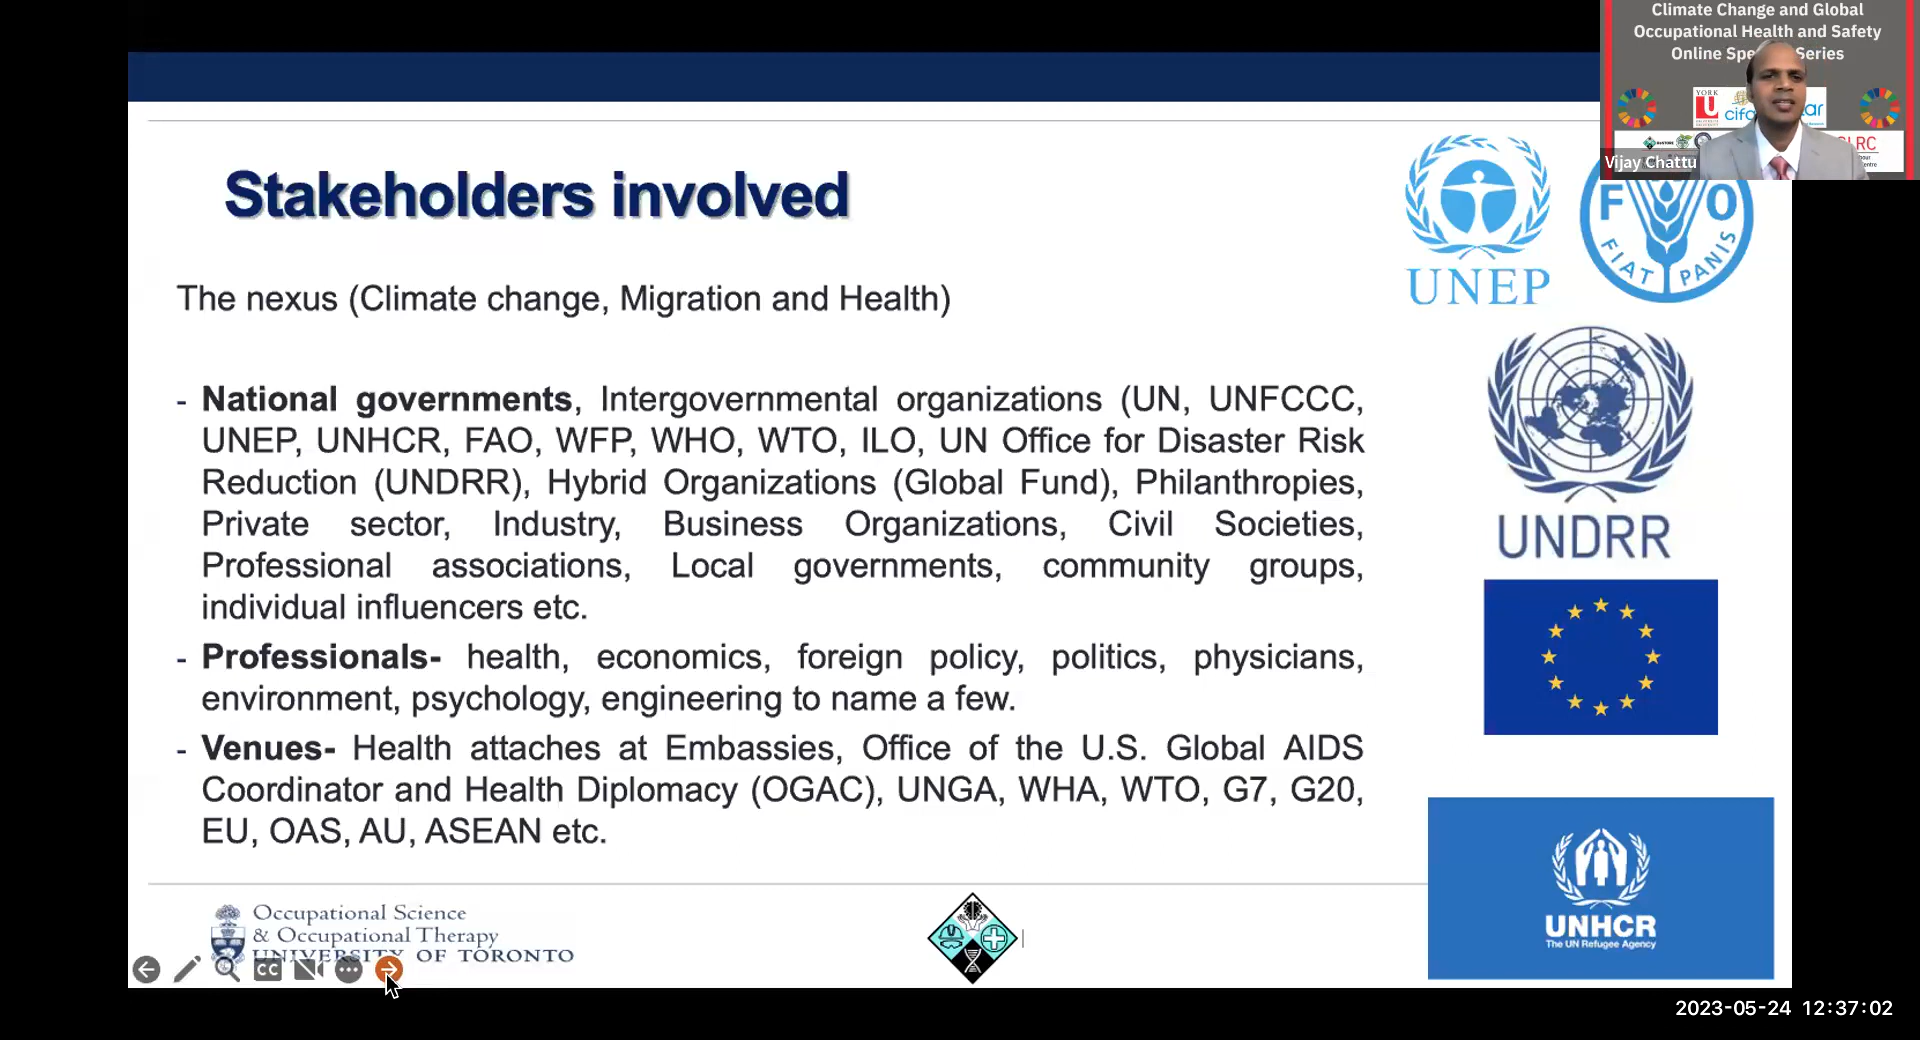 Climate Change and Global
Occupational Health and Safety
Online Spe Series
YORK
U
cifa ar
LRC
Vijay Chattu
Stakeholders involved
UNEP
F O
FIAT PANIS
The nexus (Climate change, Migration and Health)
- National governments, Intergovernmental organizations (UN, UNFCCC,
UNEP, UNHCR, FAO, WFP, WHO, WTO, ILO, UN Office for Disaster Risk
Reduction (UNDRR), Hybrid Organizations (Global Fund), Philanthropies,
Private sector, Industry, Business Organizations, Civil Societies,
Professional associations, Local governments, community groups,
individual influencers etc.
UNDRR
- Professionals- health, economics, foreign policy, politics, physicians,
environment, psychology, engineering to name a few.
- Venues- Health attaches at Embassies, Office of the U.S. Global AIDS
Coordinator and Health Diplomacy (OGAC), UNGA, WHA, WTO, G7, G20,
EU, OAS, AU, ASEAN etc.
UNHCR
The UN Refugee Agency
Occupational Science
& Occupational Therapy
UNIVERSITY OF TORONTO
CC
2023-05-24 12:37:02